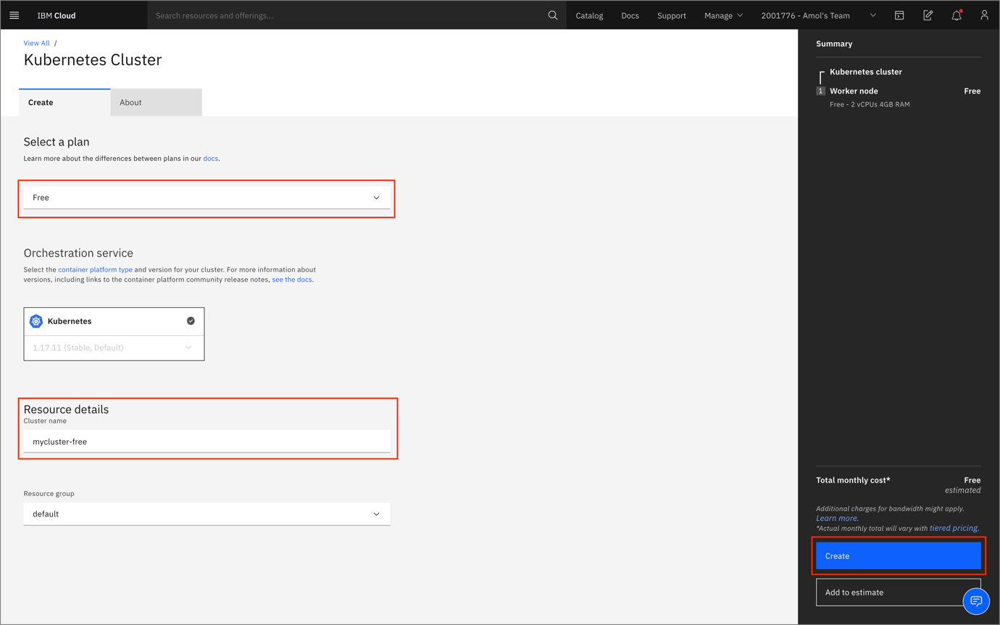 IBM Cloud
Search resources and offerings...
Catalog
Docs
Support
Manage
2001776 - Amol's Team
View All /
Kubernetes Cluster
Create
About
Select a plan
Learn more about the differences between plans in our docs.
Free
Orchestration service
Select the container platform type and version for your cluster. For more information about
versions, including links to the container platform community release notes, see the docs.
Kubernetes
1.17.11 (Stable, Default)
Resource details
Cluster name
mycluster-free
Resource group
default
Summary
Kubernetes cluster
1 Worker node Free
Free - 2 vCPUs 4GB RAM
Total monthly cost* Free
estimated
Additional charges for bandwidth might apply.
Learn more.
*Actual monthly total will vary with tiered pricing.
Create
Add to estimate